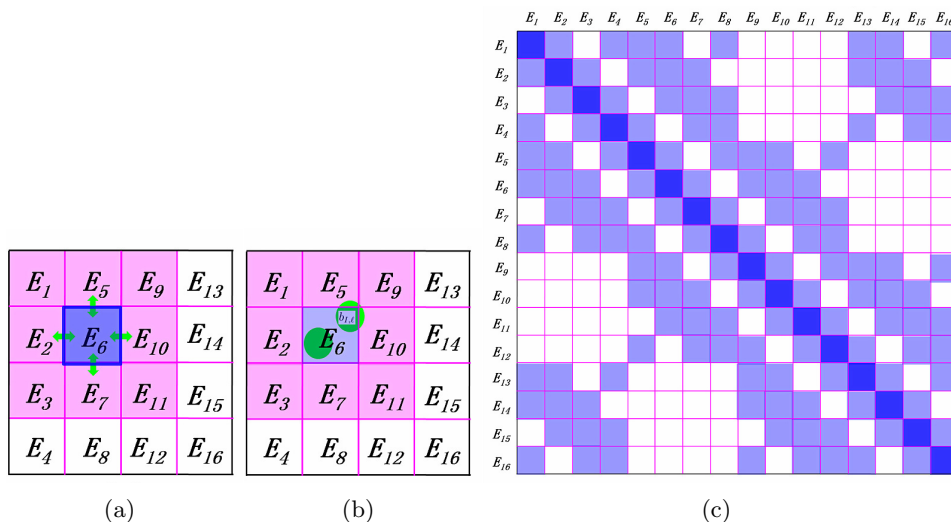 E1 E2 E3 E4 E5 E6 E7 E8 E9 E10 E11 E12 E13 E14 E15 E16
E1
E2
E3
E4
E5
E6
E7
E8
E9
E10
E11
E12
E13
E14
E15
E16
E1 E5 E9 E13
E2 E6 E10 E14
E3 E7 E11 E15
E4 E8 E12 E16
E1 E5 E9 E13
b1,ℓ
E2 E6 E10 E14
E3 E7 E11 E15
E4 E8 E12 E16
(a) (b) (c)